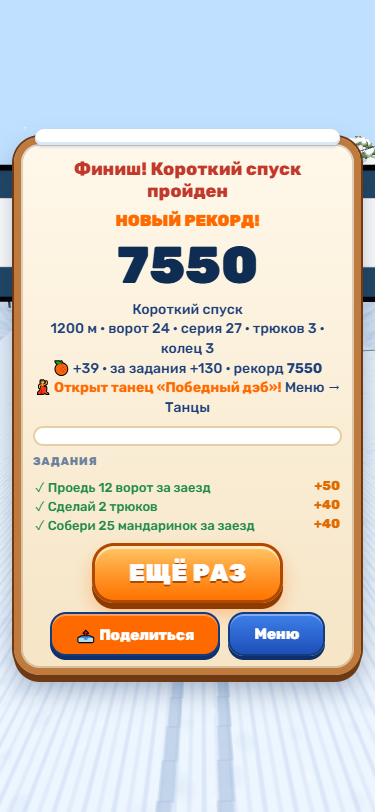 Финиш! Короткий спуск
пройден
НОВЫЙ РЕКОРД!
7550
Короткий спуск
1200 м • ворот 24 • серия 27 • трюков 3 •
колец 3
🍊 +39 • за задания +130 • рекорд 7550
💃 Открыт танец «Победный дэб»! Меню →
Танцы
ЗАДАНИЯ
✓ Проедь 12 ворот за заезд +50
✓ Сделай 2 трюков +40
✓ Собери 25 мандаринок за заезд +40
ЕЩЁ РАЗ
📤 Поделиться
Меню